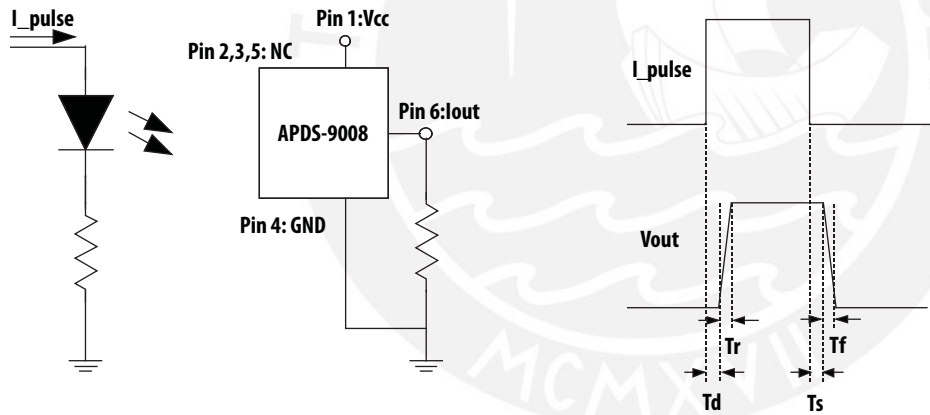 I_pulse
Pin 1:Vcc
Pin 2,3,5: NC
APDS-9008
Pin 6:Iout
Pin 4: GND
I_pulse
Vout
Tr
Tf
Td
Ts
MCMXVII